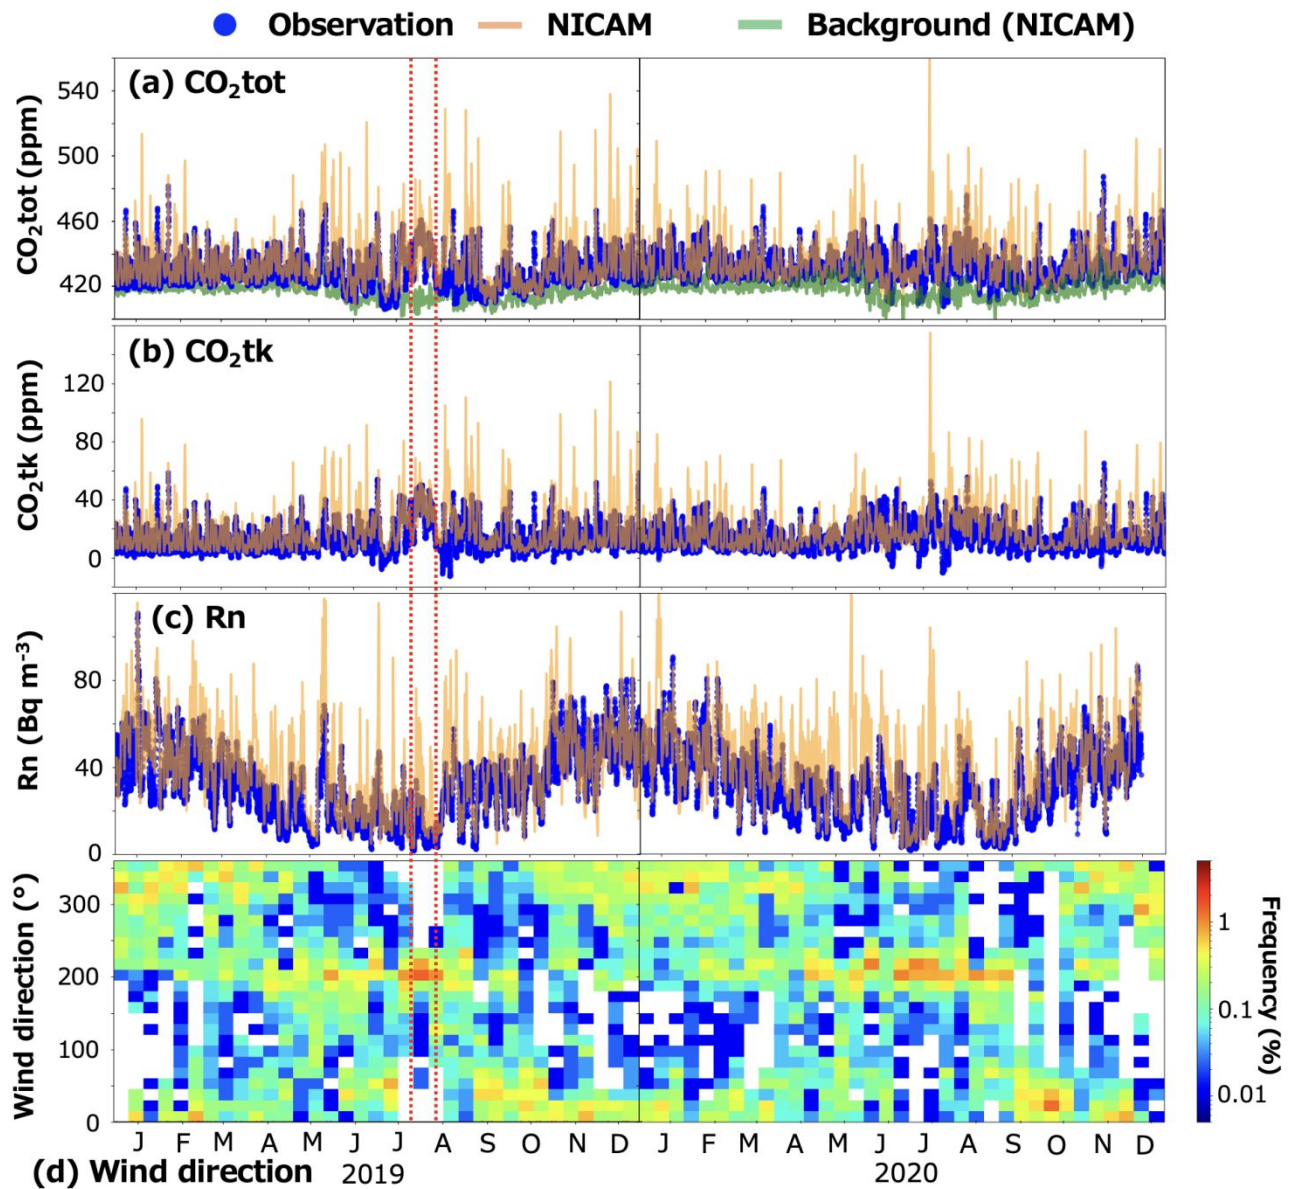 Observation NICAM Background (NICAM)
(a) CO₂tot
CO₂tot (ppm)
540
500
460
420
(b) CO₂tk
CO₂tk (ppm)
120
80
40
0
(c) Rn
Rn (Bq m⁻³)
80
40
0
Wind direction (°)
300
200
100
0
Frequency (%)
1
0.1
0.01
J F M A M J J A S O N D J F M A M J J A S O N D
(d) Wind direction 2019 2020